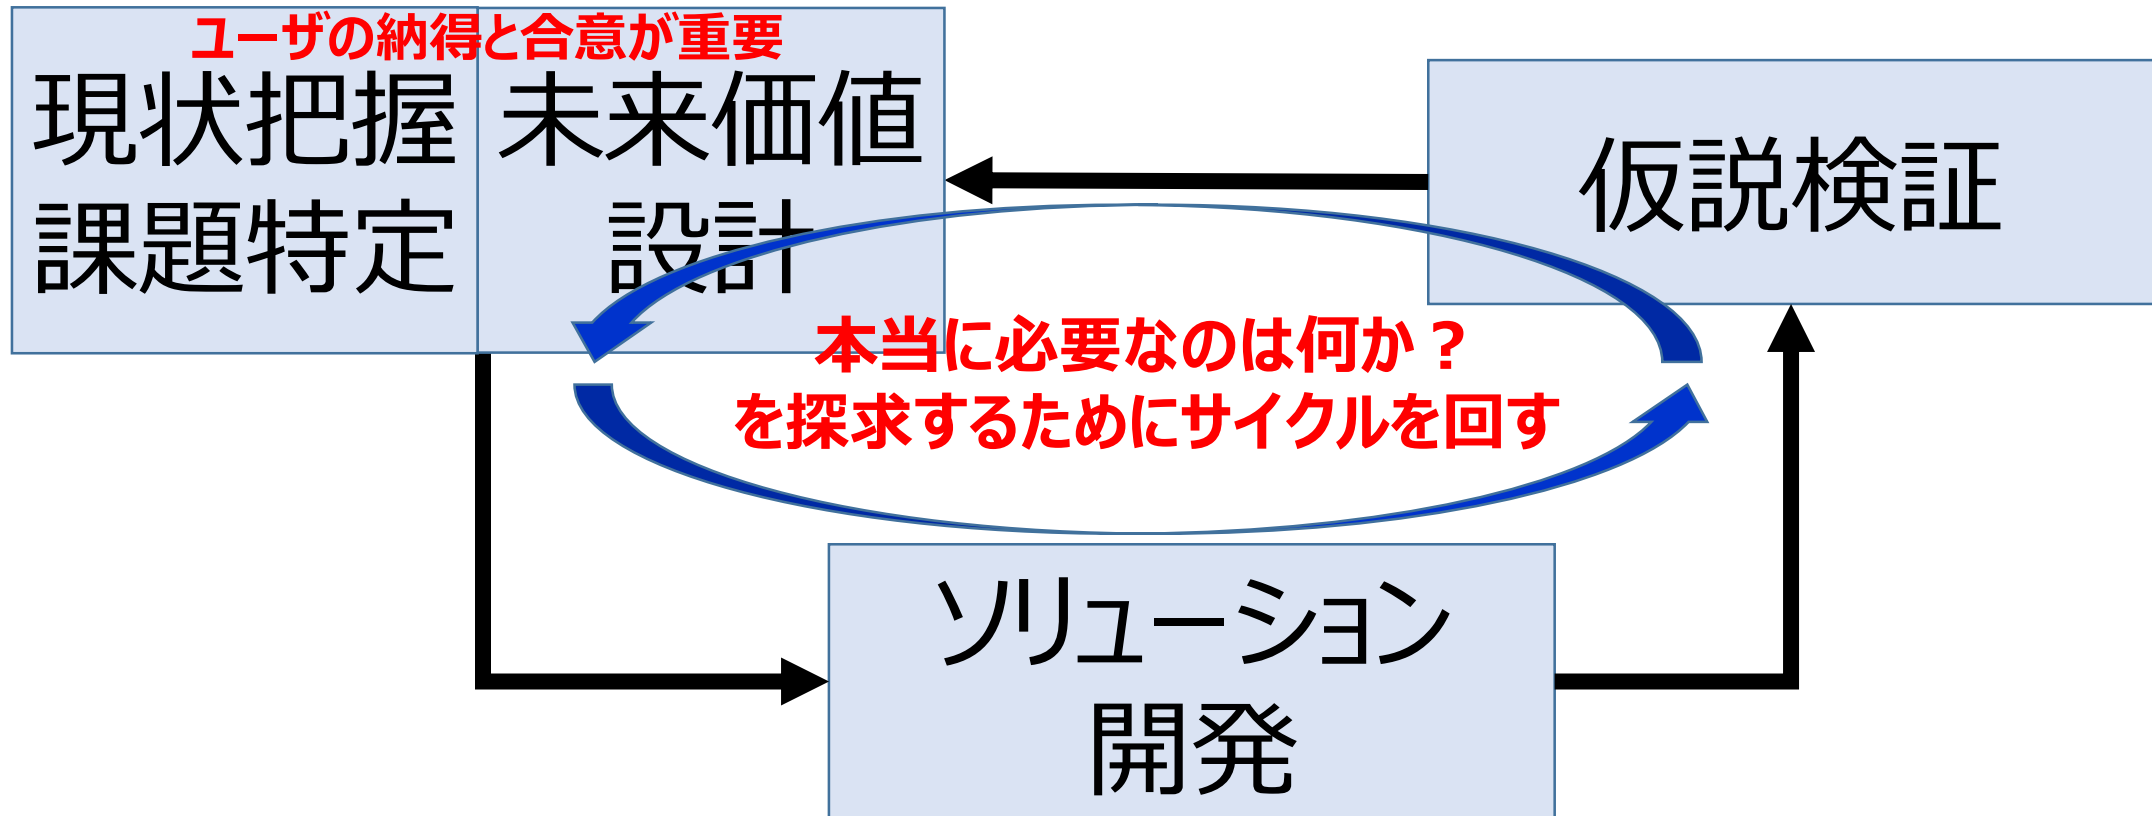 ユーザの納得と合意が重要
現状把握
課題特定
未来価値
設計
仮説検証
本当に必要なのは何か？
を探求するためにサイクルを回す
ソリューション
開発